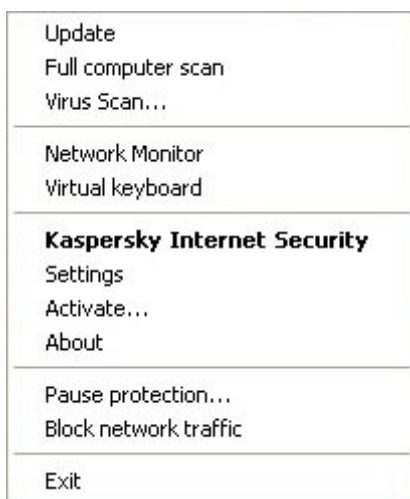 Update
Full computer scan
Virus Scan...
Network Monitor
Virtual keyboard
Kaspersky Internet Security
Settings
Activate...
About
Pause protection...
Block network traffic
Exit